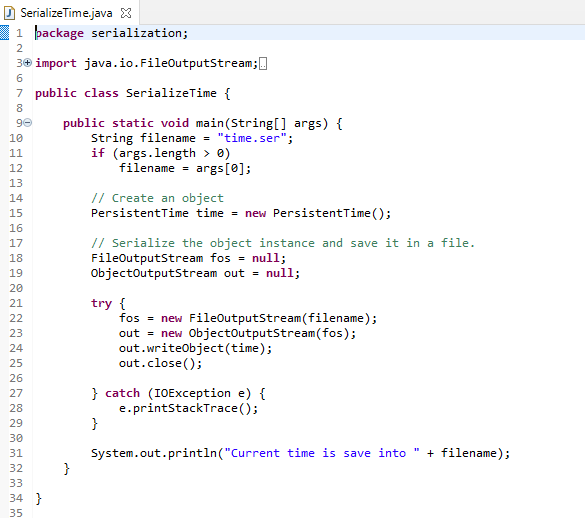 SerializeTime.java
1 package serialization;
2
3 import java.io.FileOutputStream;
6
7 public class SerializeTime {
8
9     public static void main(String[] args) {
10         String filename = "time.ser";
11         if (args.length > 0)
12             filename = args[0];
13
14         // Create an object
15         PersistentTime time = new PersistentTime();
16
17         // Serialize the object instance and save it in a file.
18         FileOutputStream fos = null;
19         ObjectOutputStream out = null;
20
21         try {
22             fos = new FileOutputStream(filename);
23             out = new ObjectOutputStream(fos);
24             out.writeObject(time);
25             out.close();
26
27         } catch (IOException e) {
28             e.printStackTrace();
29         }
30
31         System.out.println("Current time is save into " + filename);
32     }
33
34 }
35